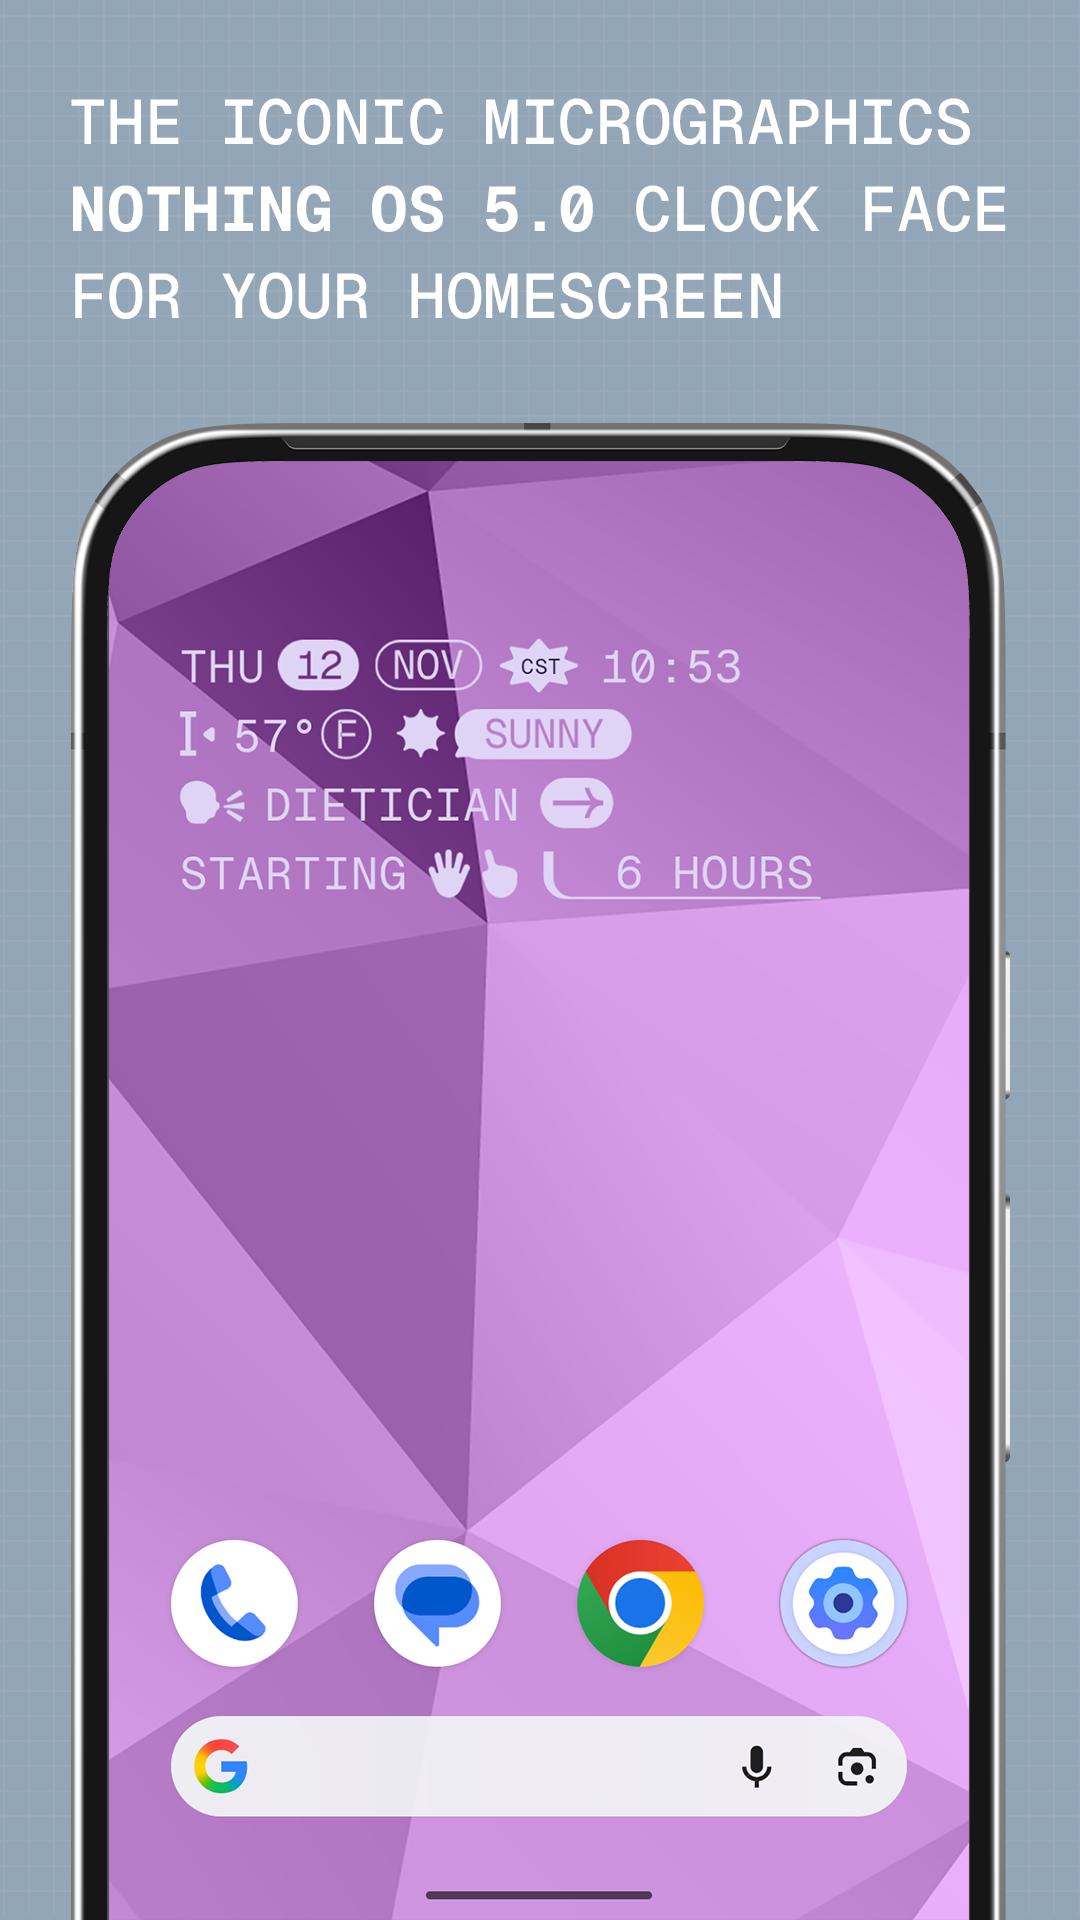 THE ICONIC MICROGRAPHICS
NOTHING OS 5.0 CLOCK FACE
FOR YOUR HOMESCREEN
THU 12 NOV CST 10:53
57° F SUNNY
DIETICIAN
STARTING 6 HOURS